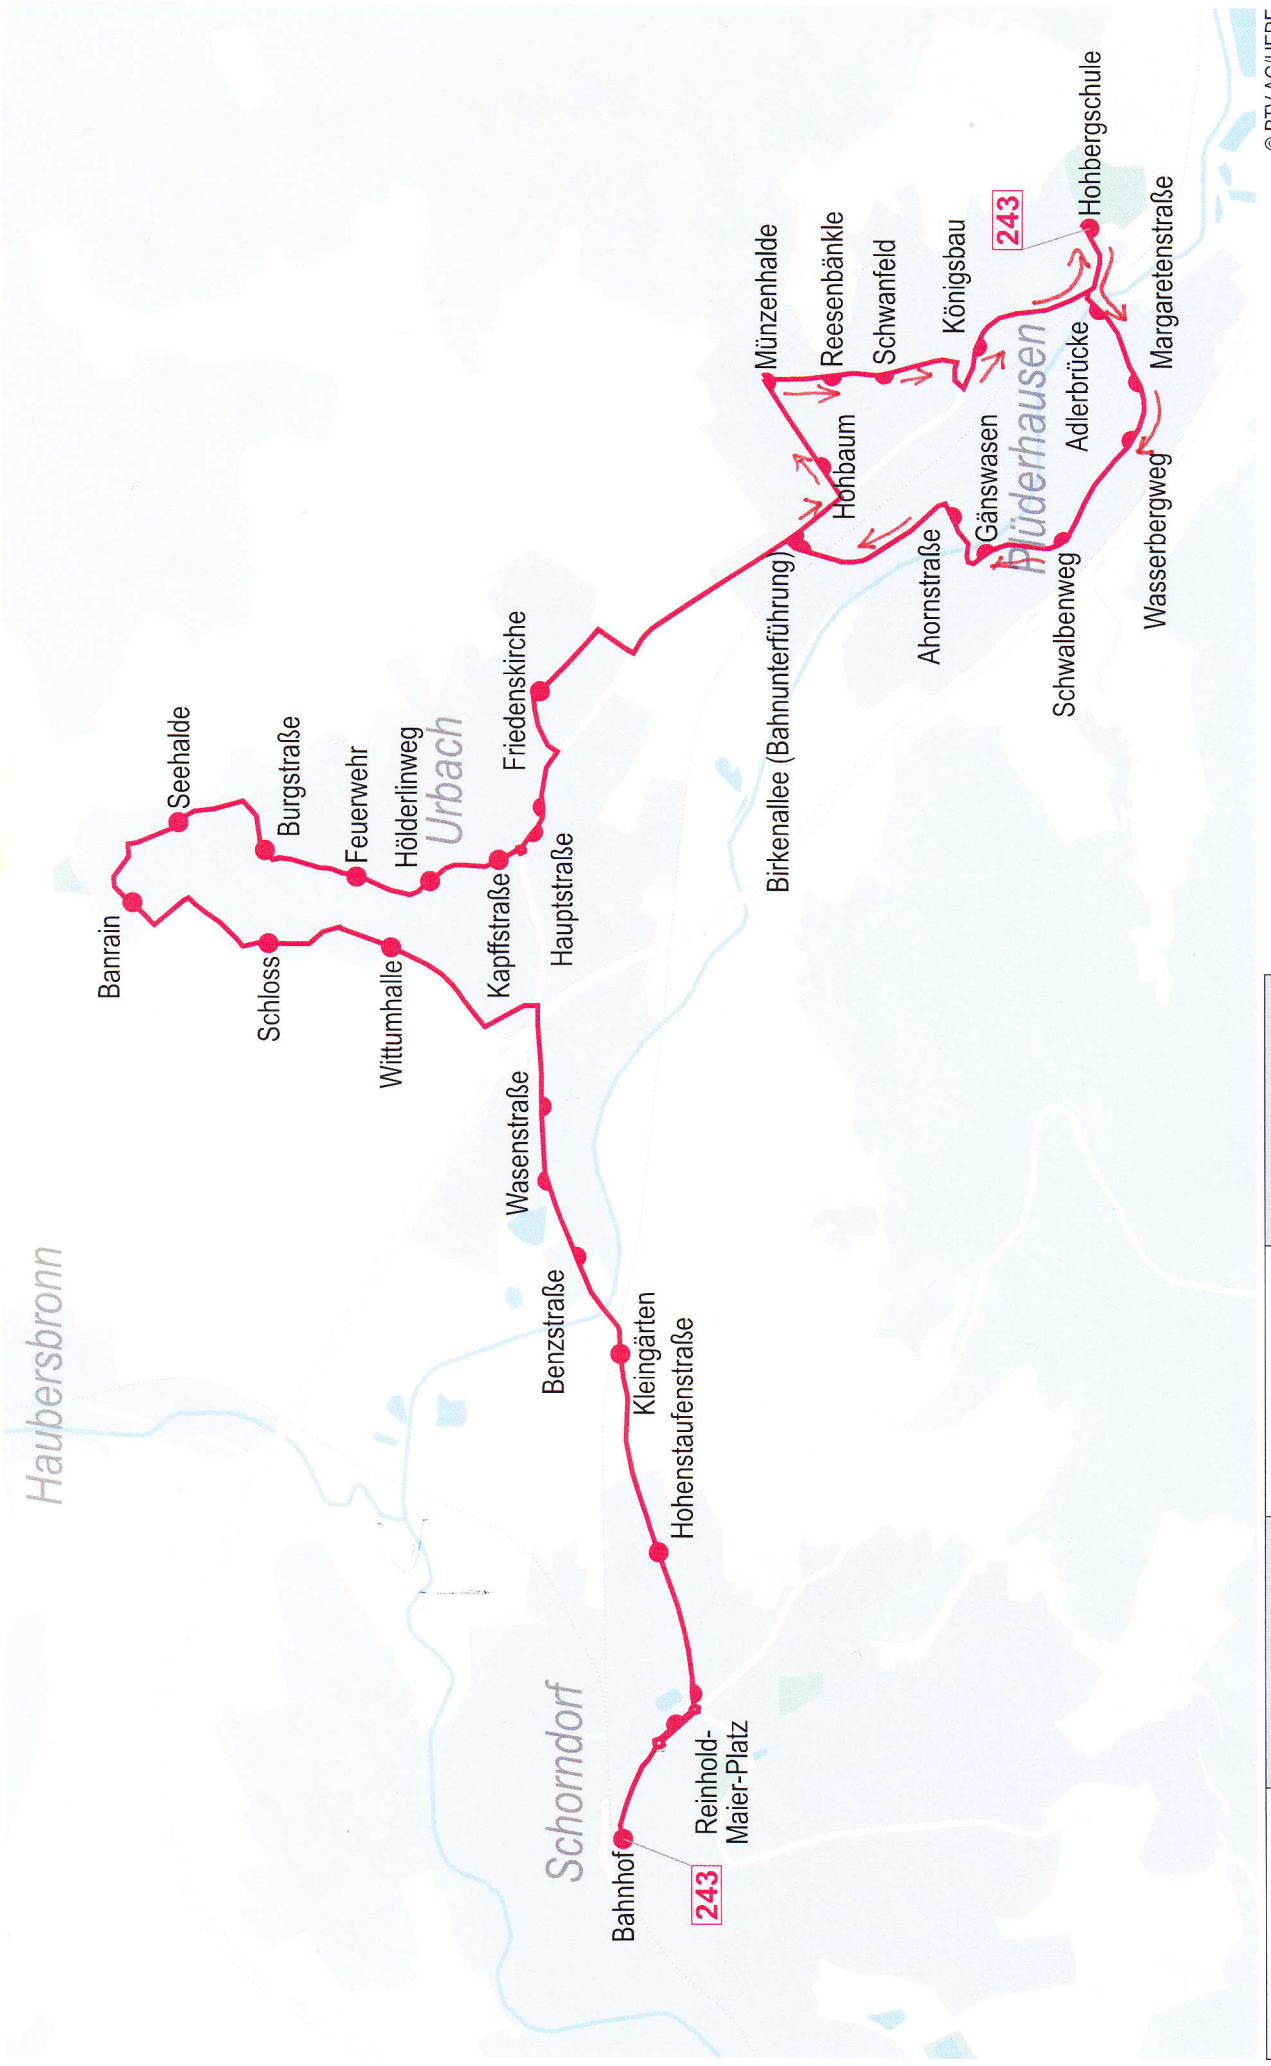 Haubersbronn
Schorndorf
Bahnhof
243
Reinhold-
Maier-Platz
Hohenstaufenstraße
Kleingärten
Benzstraße
Wasenstraße
Wittumhalle
Schloss
Banrain
Seehalde
Burgstraße
Feuerwehr
Hölderlinweg
Urbach
Kapffstraße
Hauptstraße
Friedenskirche
Birkenallee (Bahnunterführung)
Hohbaum
Münzenhalde
Reesenbänkle
Schwanfeld
Königsbau
243
Hohbergschule
Plüderhausen
Adlerbrücke
Margaretenstraße
Wasserbergweg
Schwalbenweg
Gänswasen
Ahornstraße